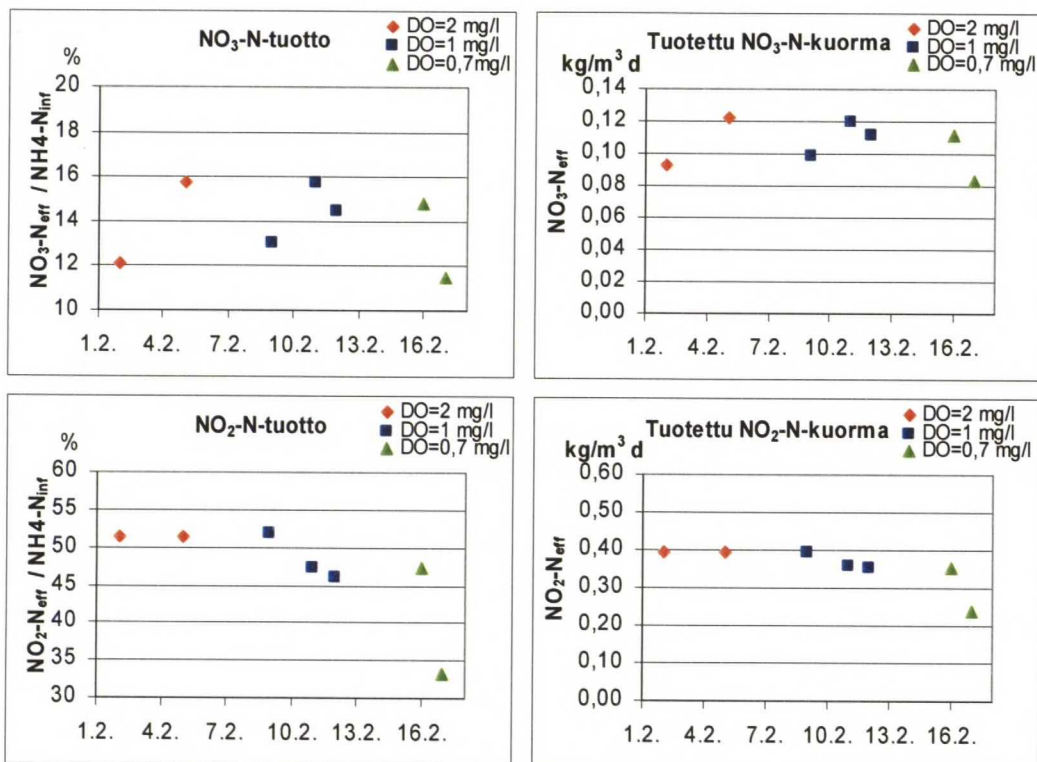 NO3-N-tuotto
DO=2 mg/l
DO=1 mg/l
DO=0,7mg/l
%
NO3-Neff / NH4-Ninf
20
18
16
14
12
10
1.2. 4.2. 7.2. 10.2. 13.2. 16.2.
Tuotettu NO3-N-kuorma
DO=2 mg/l
DO=1 mg/l
DO=0,7 mg/l
kg/m³ d
NO3-Neff
0,14
0,12
0,10
0,08
0,06
0,04
0,02
0,00
1.2. 4.2. 7.2. 10.2. 13.2. 16.2.
NO2-N-tuotto
DO=2 mg/l
DO=1 mg/l
DO=0,7 mg/l
%
NO2-Neff / NH4-Ninf
60
55
50
45
40
35
30
1.2. 4.2. 7.2. 10.2. 13.2. 16.2.
Tuotettu NO2-N-kuorma
DO=2 mg/l
DO=1 mg/l
DO=0,7 mg/l
kg/m³ d
NO2-Neff
0,60
0,50
0,40
0,30
0,20
0,10
0,00
1.2. 4.2. 7.2. 10.2. 13.2. 16.2.